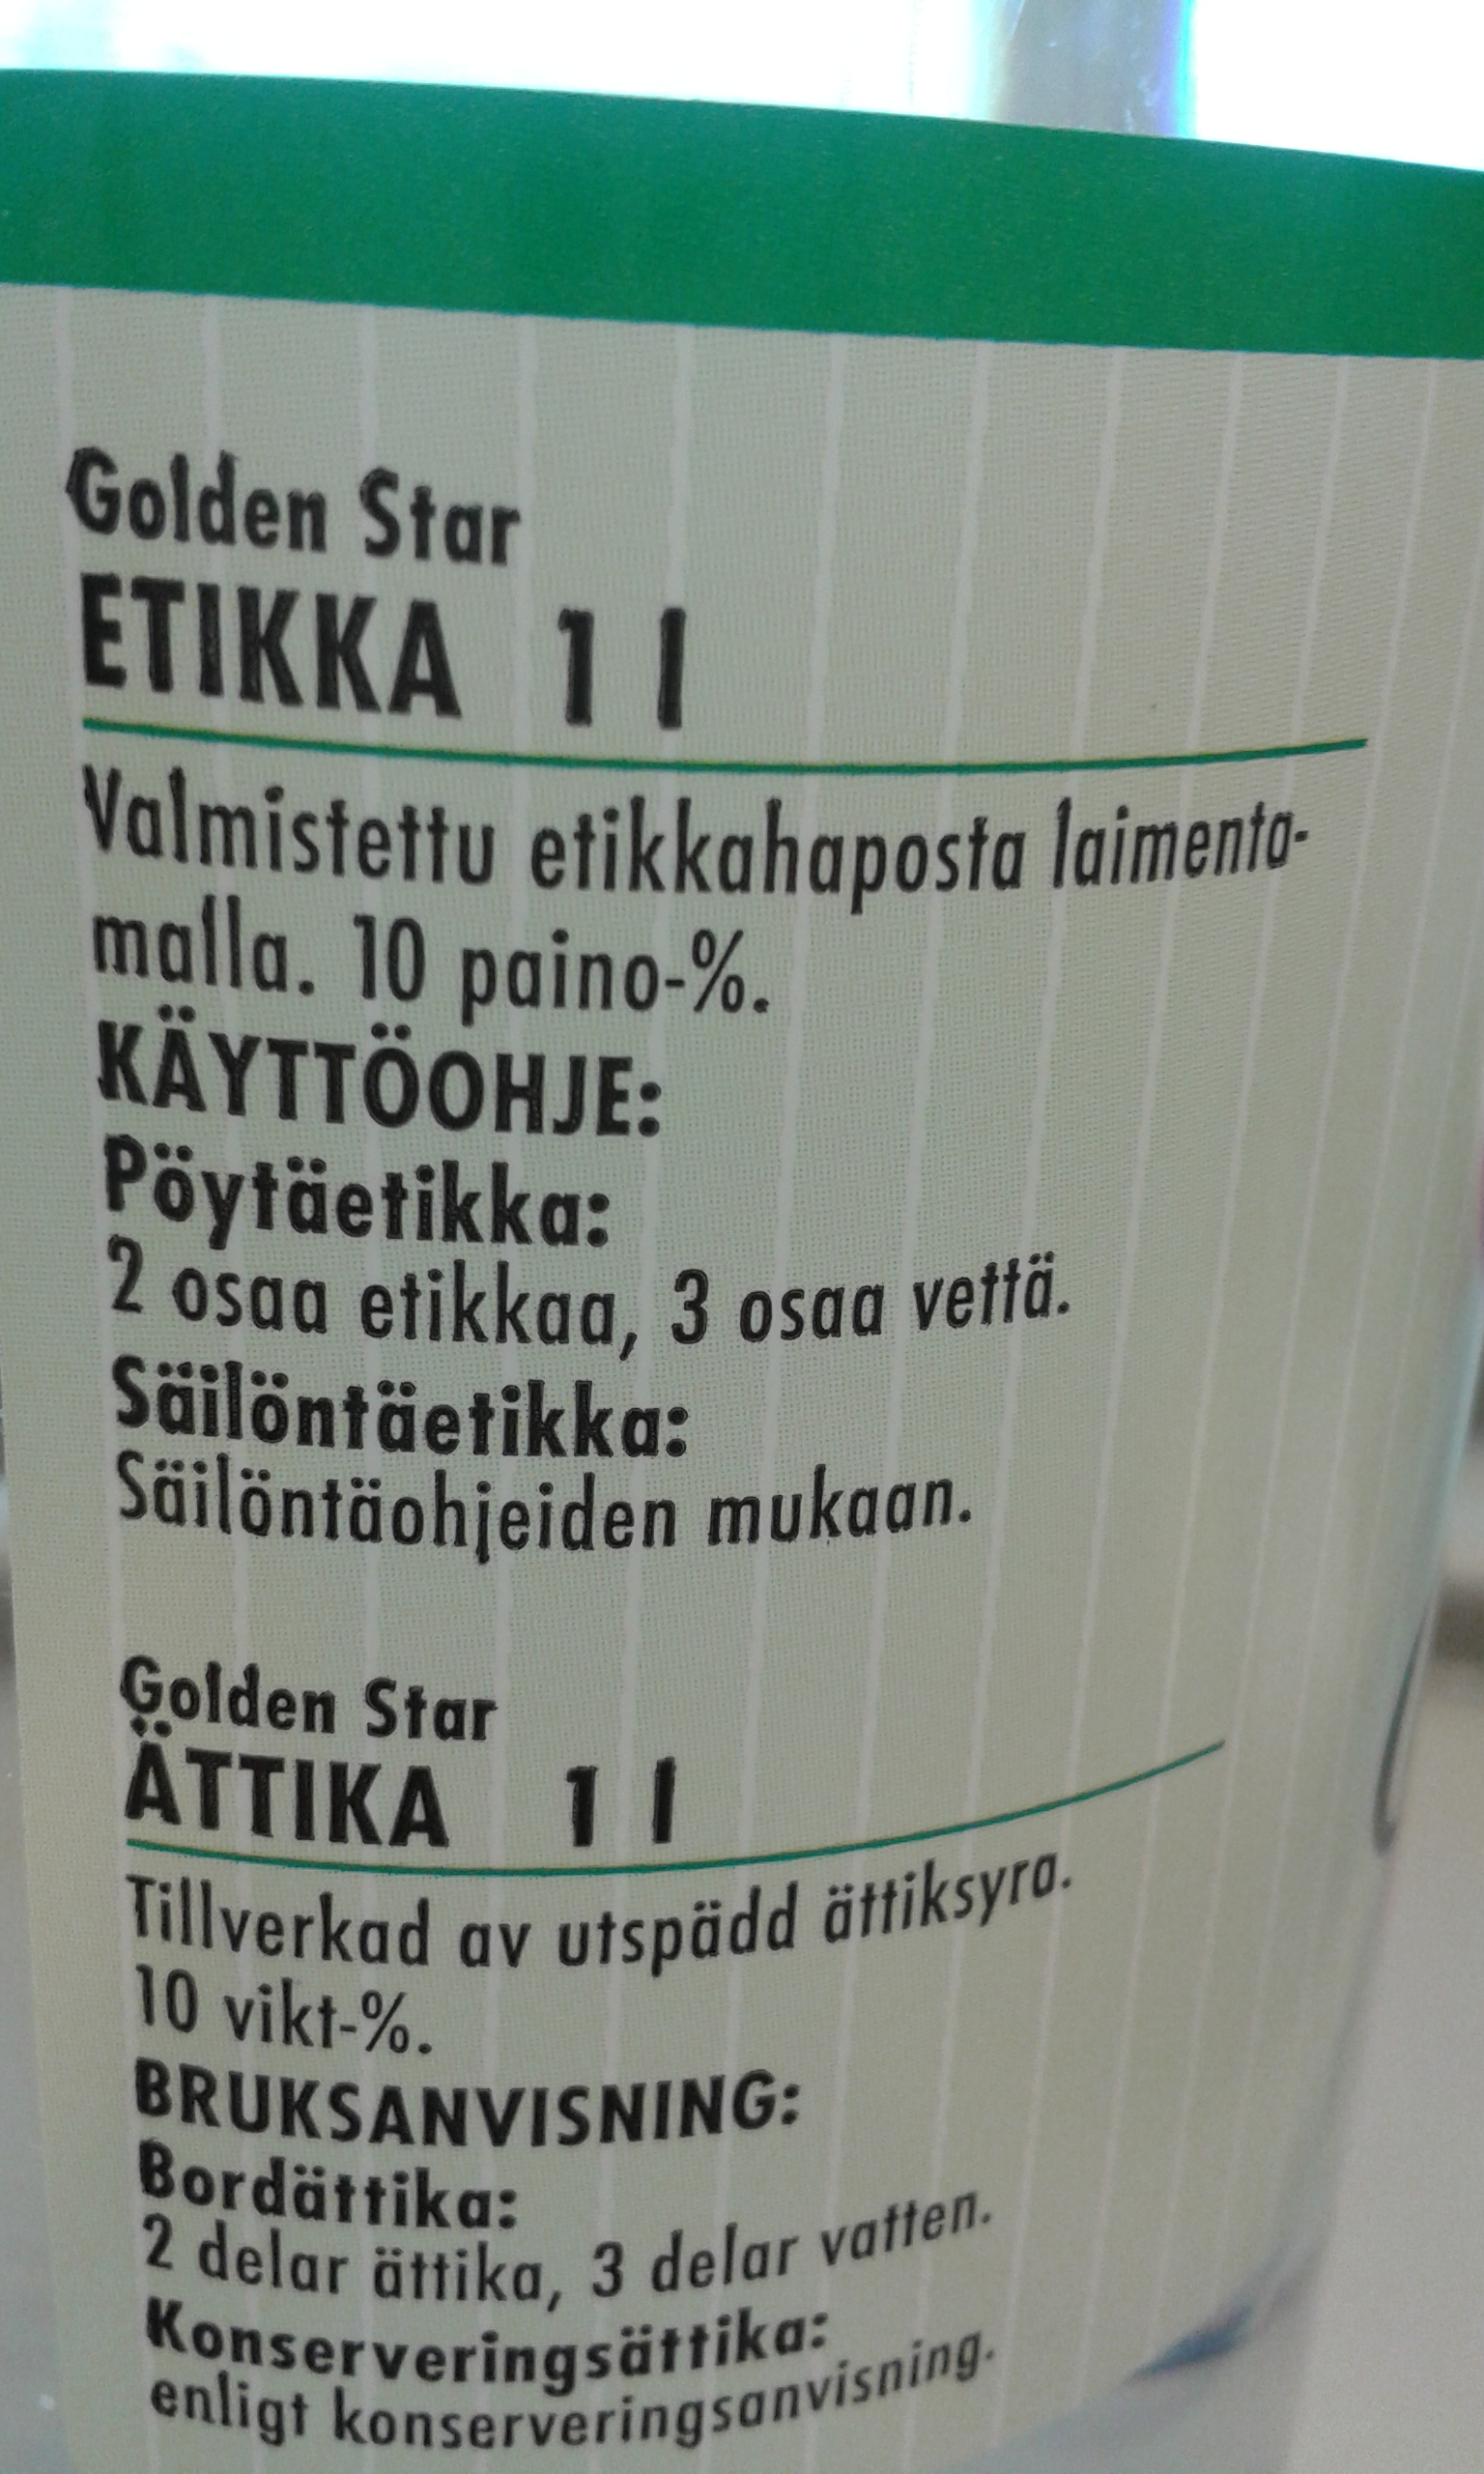 Golden Star
ETIKKA 1 l
Valmistettu etikkahaposta laimenta-
malla. 10 paino-%.
KÄYTTÖOHJE:
Pöytäetikka:
2 osaa etikkaa, 3 osaa vettä.
Säilöntäetikka:
Säilöntäohjeiden mukaan.
Golden Star
ÄTTIKA 1 l
Tillverkad av utspädd ättiksyra.
10 vikt-%.
BRUKSANVISNING:
Bordättika:
2 delar ättika, 3 delar vatten.
Konserveringsättika:
enligt konserveringsanvisning.